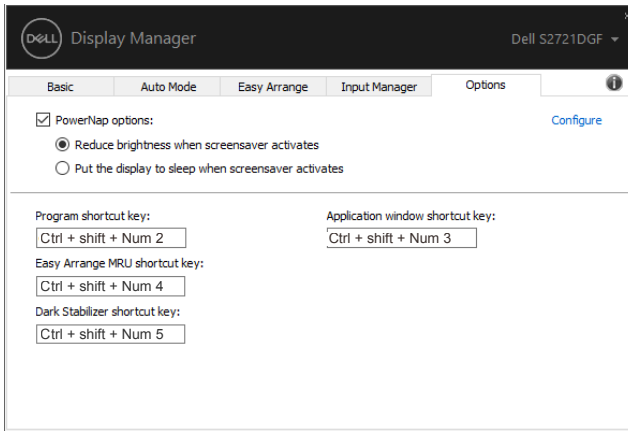 DELL Display Manager
Dell S2721DGF
Basic Auto Mode Easy Arrange Input Manager Options
PowerNap options:
Configure
Reduce brightness when screensaver activates
Put the display to sleep when screensaver activates
Program shortcut key:
Application window shortcut key:
Ctrl + shift + Num 2
Ctrl + shift + Num 3
Easy Arrange MRU shortcut key:
Ctrl + shift + Num 4
Dark Stabilizer shortcut key:
Ctrl + shift + Num 5